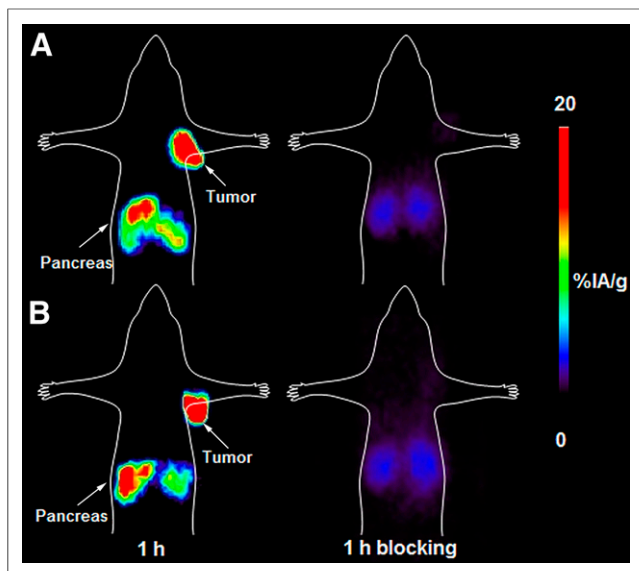 A
20
Tumor
Pancreas
%IA/g
B
Tumor
0
Pancreas
1 h
1 h blocking